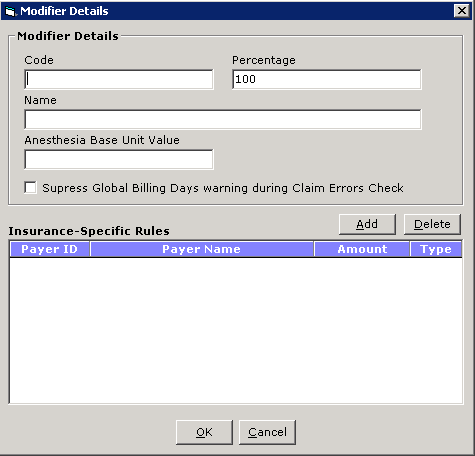 Modifier Details
Modifier Details
Code Percentage
100
Name
Anesthesia Base Unit Value
Supress Global Billing Days warning during Claim Errors Check
Add Delete
Insurance-Specific Rules
Payer ID Payer Name Amount Type
OK Cancel